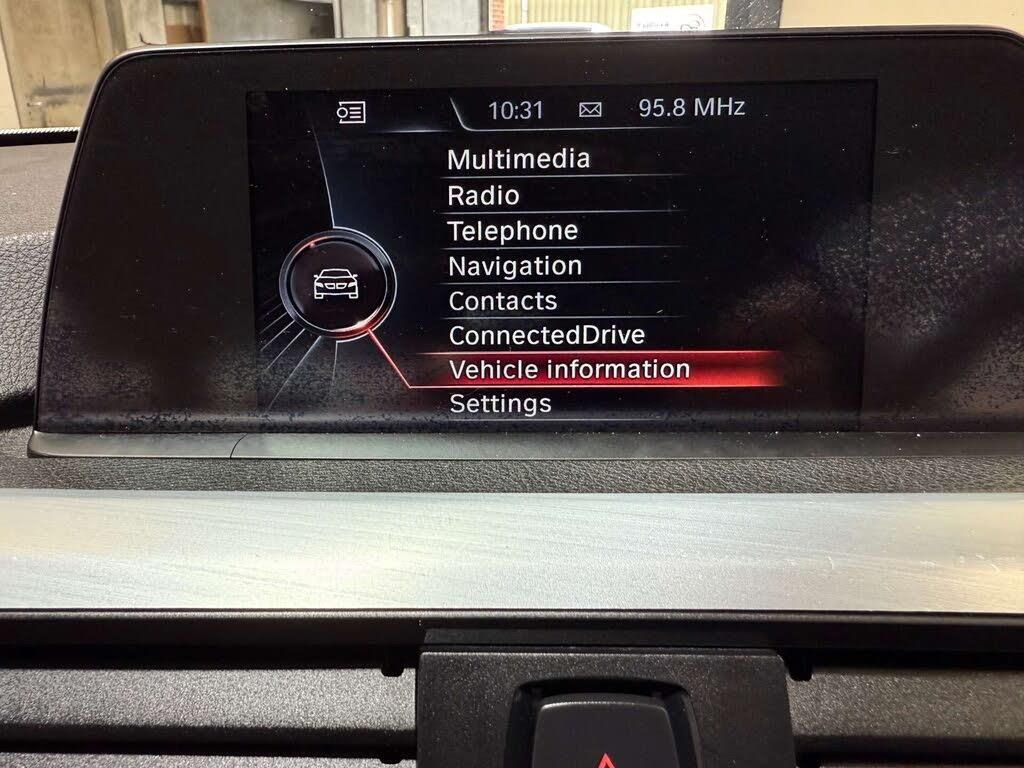 10:31 95.8 MHz
Multimedia
Radio
Telephone
Navigation
Contacts
ConnectedDrive
Vehicle information
Settings